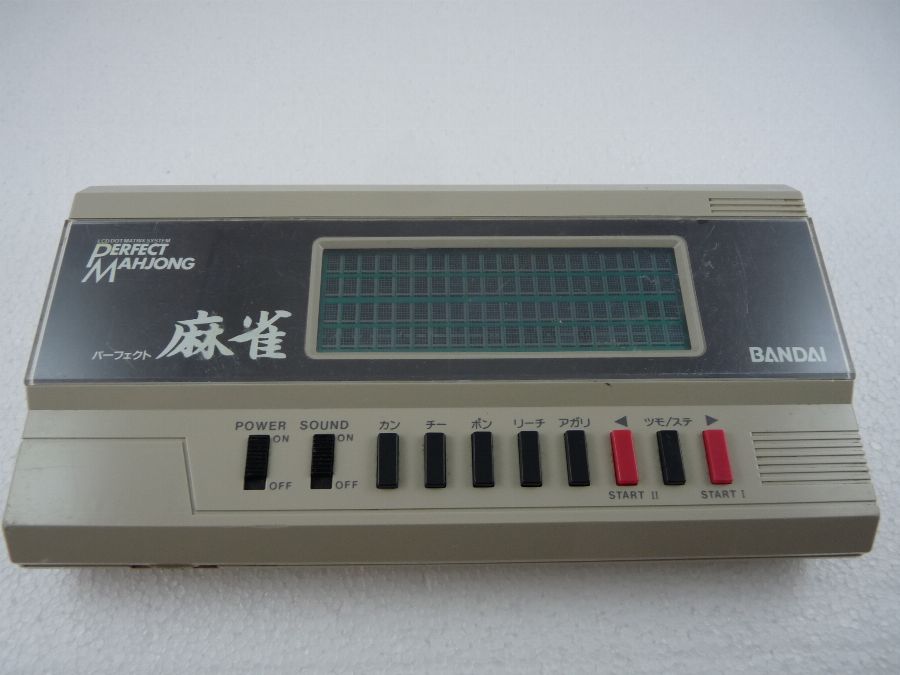 LCD DOT MATRIX SYSTEM
PERFECT
MAHJONG
パーフェクト 麻雀
BANDAI
POWER
ON
OFF
SOUND
ON
OFF
カン チー ポン リーチ アガリ ◀ ツモ/ステ ▶
START II START I